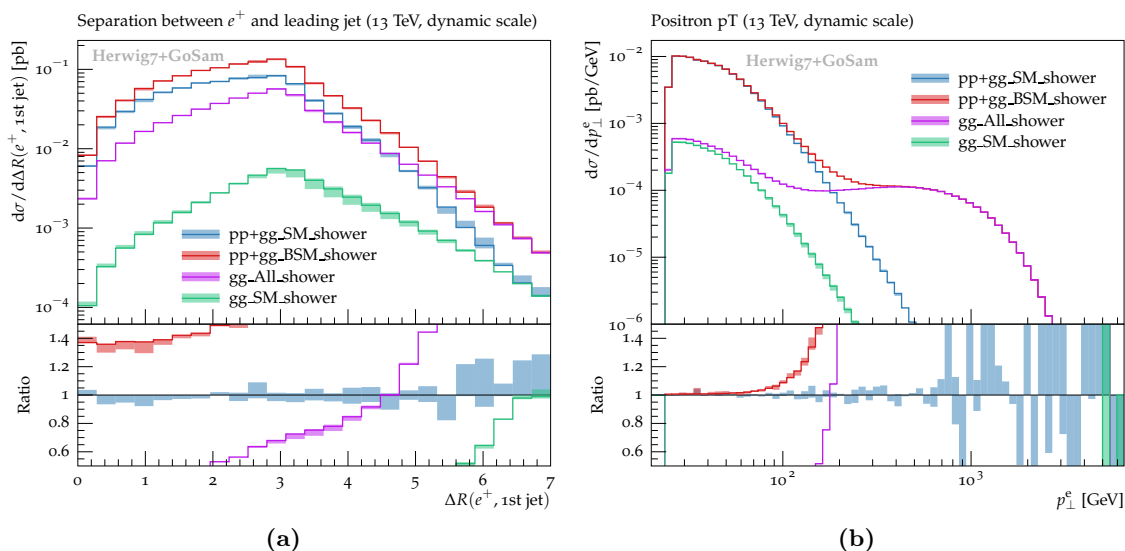 Separation between e⁺ and leading jet (13 TeV, dynamic scale)
Herwig7+GoSam
dσ/dΔR(e⁺, 1st jet) [pb]
10⁻¹
10⁻²
10⁻³
10⁻⁴
pp+gg_SM_shower
pp+gg_BSM_shower
gg_All_shower
gg_SM_shower
Ratio
1.4
1.2
1
0.8
0.6
0 1 2 3 4 5 6 7
ΔR(e⁺, 1st jet)
(a)
Positron pT (13 TeV, dynamic scale)
Herwig7+GoSam
dσ/dp⊥ᵉ [pb/GeV]
10⁻²
10⁻³
10⁻⁴
10⁻⁵
10⁻⁶
pp+gg_SM_shower
pp+gg_BSM_shower
gg_All_shower
gg_SM_shower
Ratio
1.4
1.2
1
0.8
0.6
10² 10³
p⊥ᵉ [GeV]
(b)